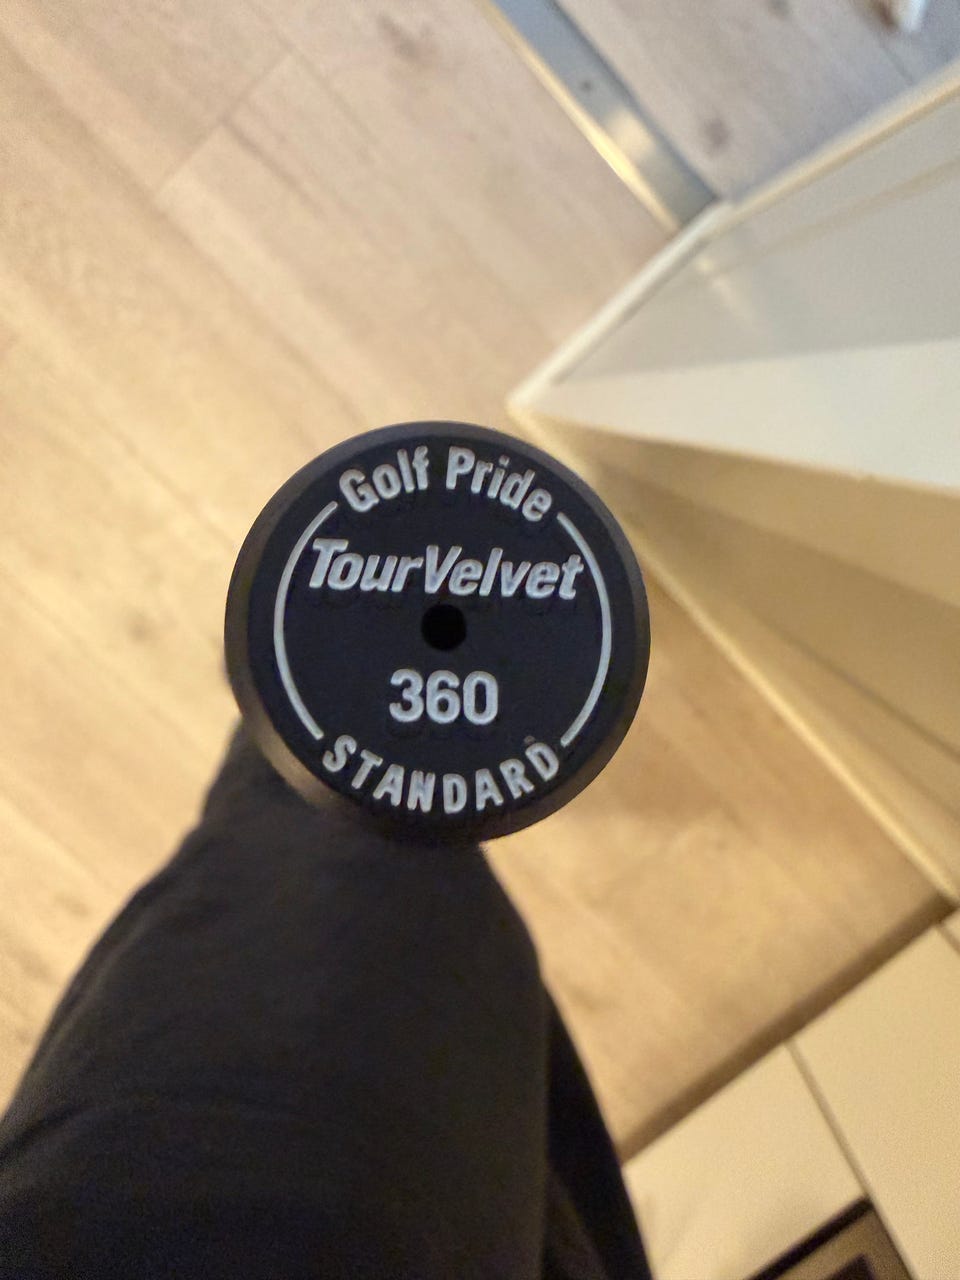 Golf Pride
TourVelvet
360
STANDARD